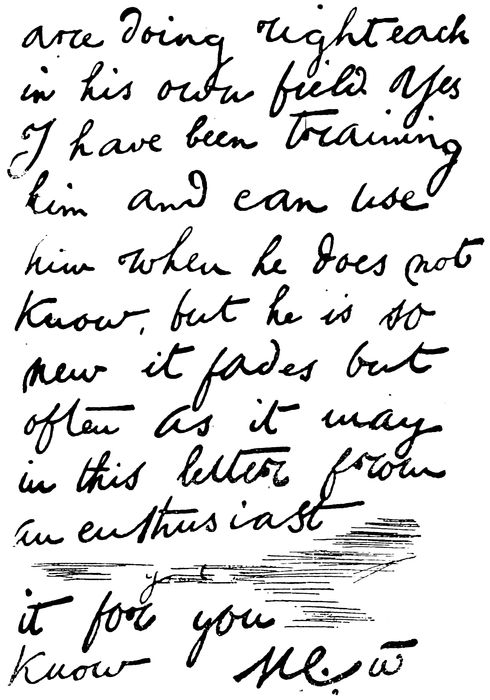 are doing right each
in his own field Yes
I have been training
him and can use
him when he does not
know, but he is so
new it fades but
often as it may
in this letter from
an enthusiast
it for you
know